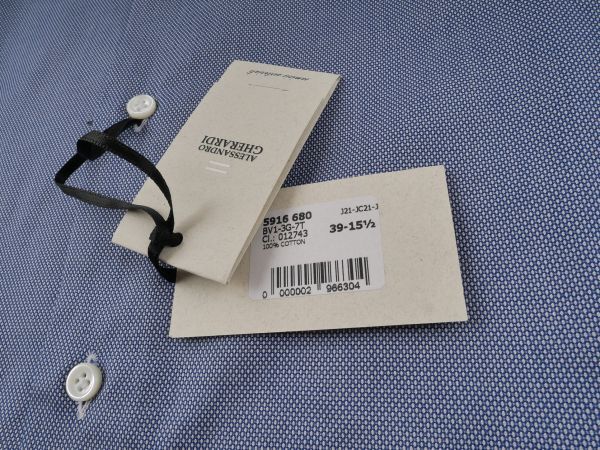 ALESSANDRO
GHERARDI
5916 680
J21-JC21-J
BV1-3G-7T
39-15½
Cl.: 012743
100% COTTON
0 000002 966304